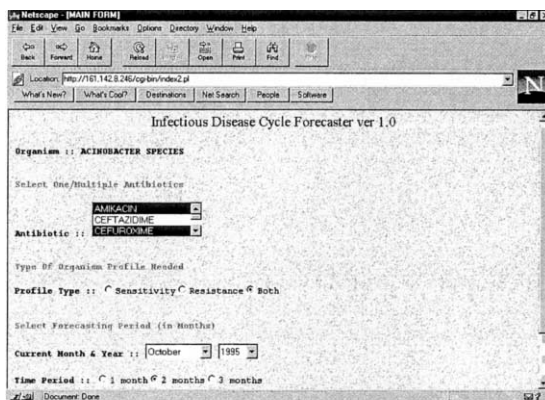 Netscape - [MAIN FORM]
File Edit View Go Bookmarks Options Directory Window Help
Back Forward Home Reload Open Print Find
Location: http://161.142.8.246/cgi-bin/index2.pl
What's New? What's Cool? Destinations Net Search People Software
N
Infectious Disease Cycle Forecaster ver 1.0
Organism :: ACINOBACTER SPECIES
Select One/Multiple Antibiotics
AMIKACIN
CEFTAZIDIME
Antibiotic :: CEFUROXIME
Type Of Organism Profile Needed
Profile Type :: Sensitivity Resistance Both
Select Forecasting Period (in Months)
Current Month & Year :: October 1995
Time Period :: 1 month 2 months 3 months
Document: Done